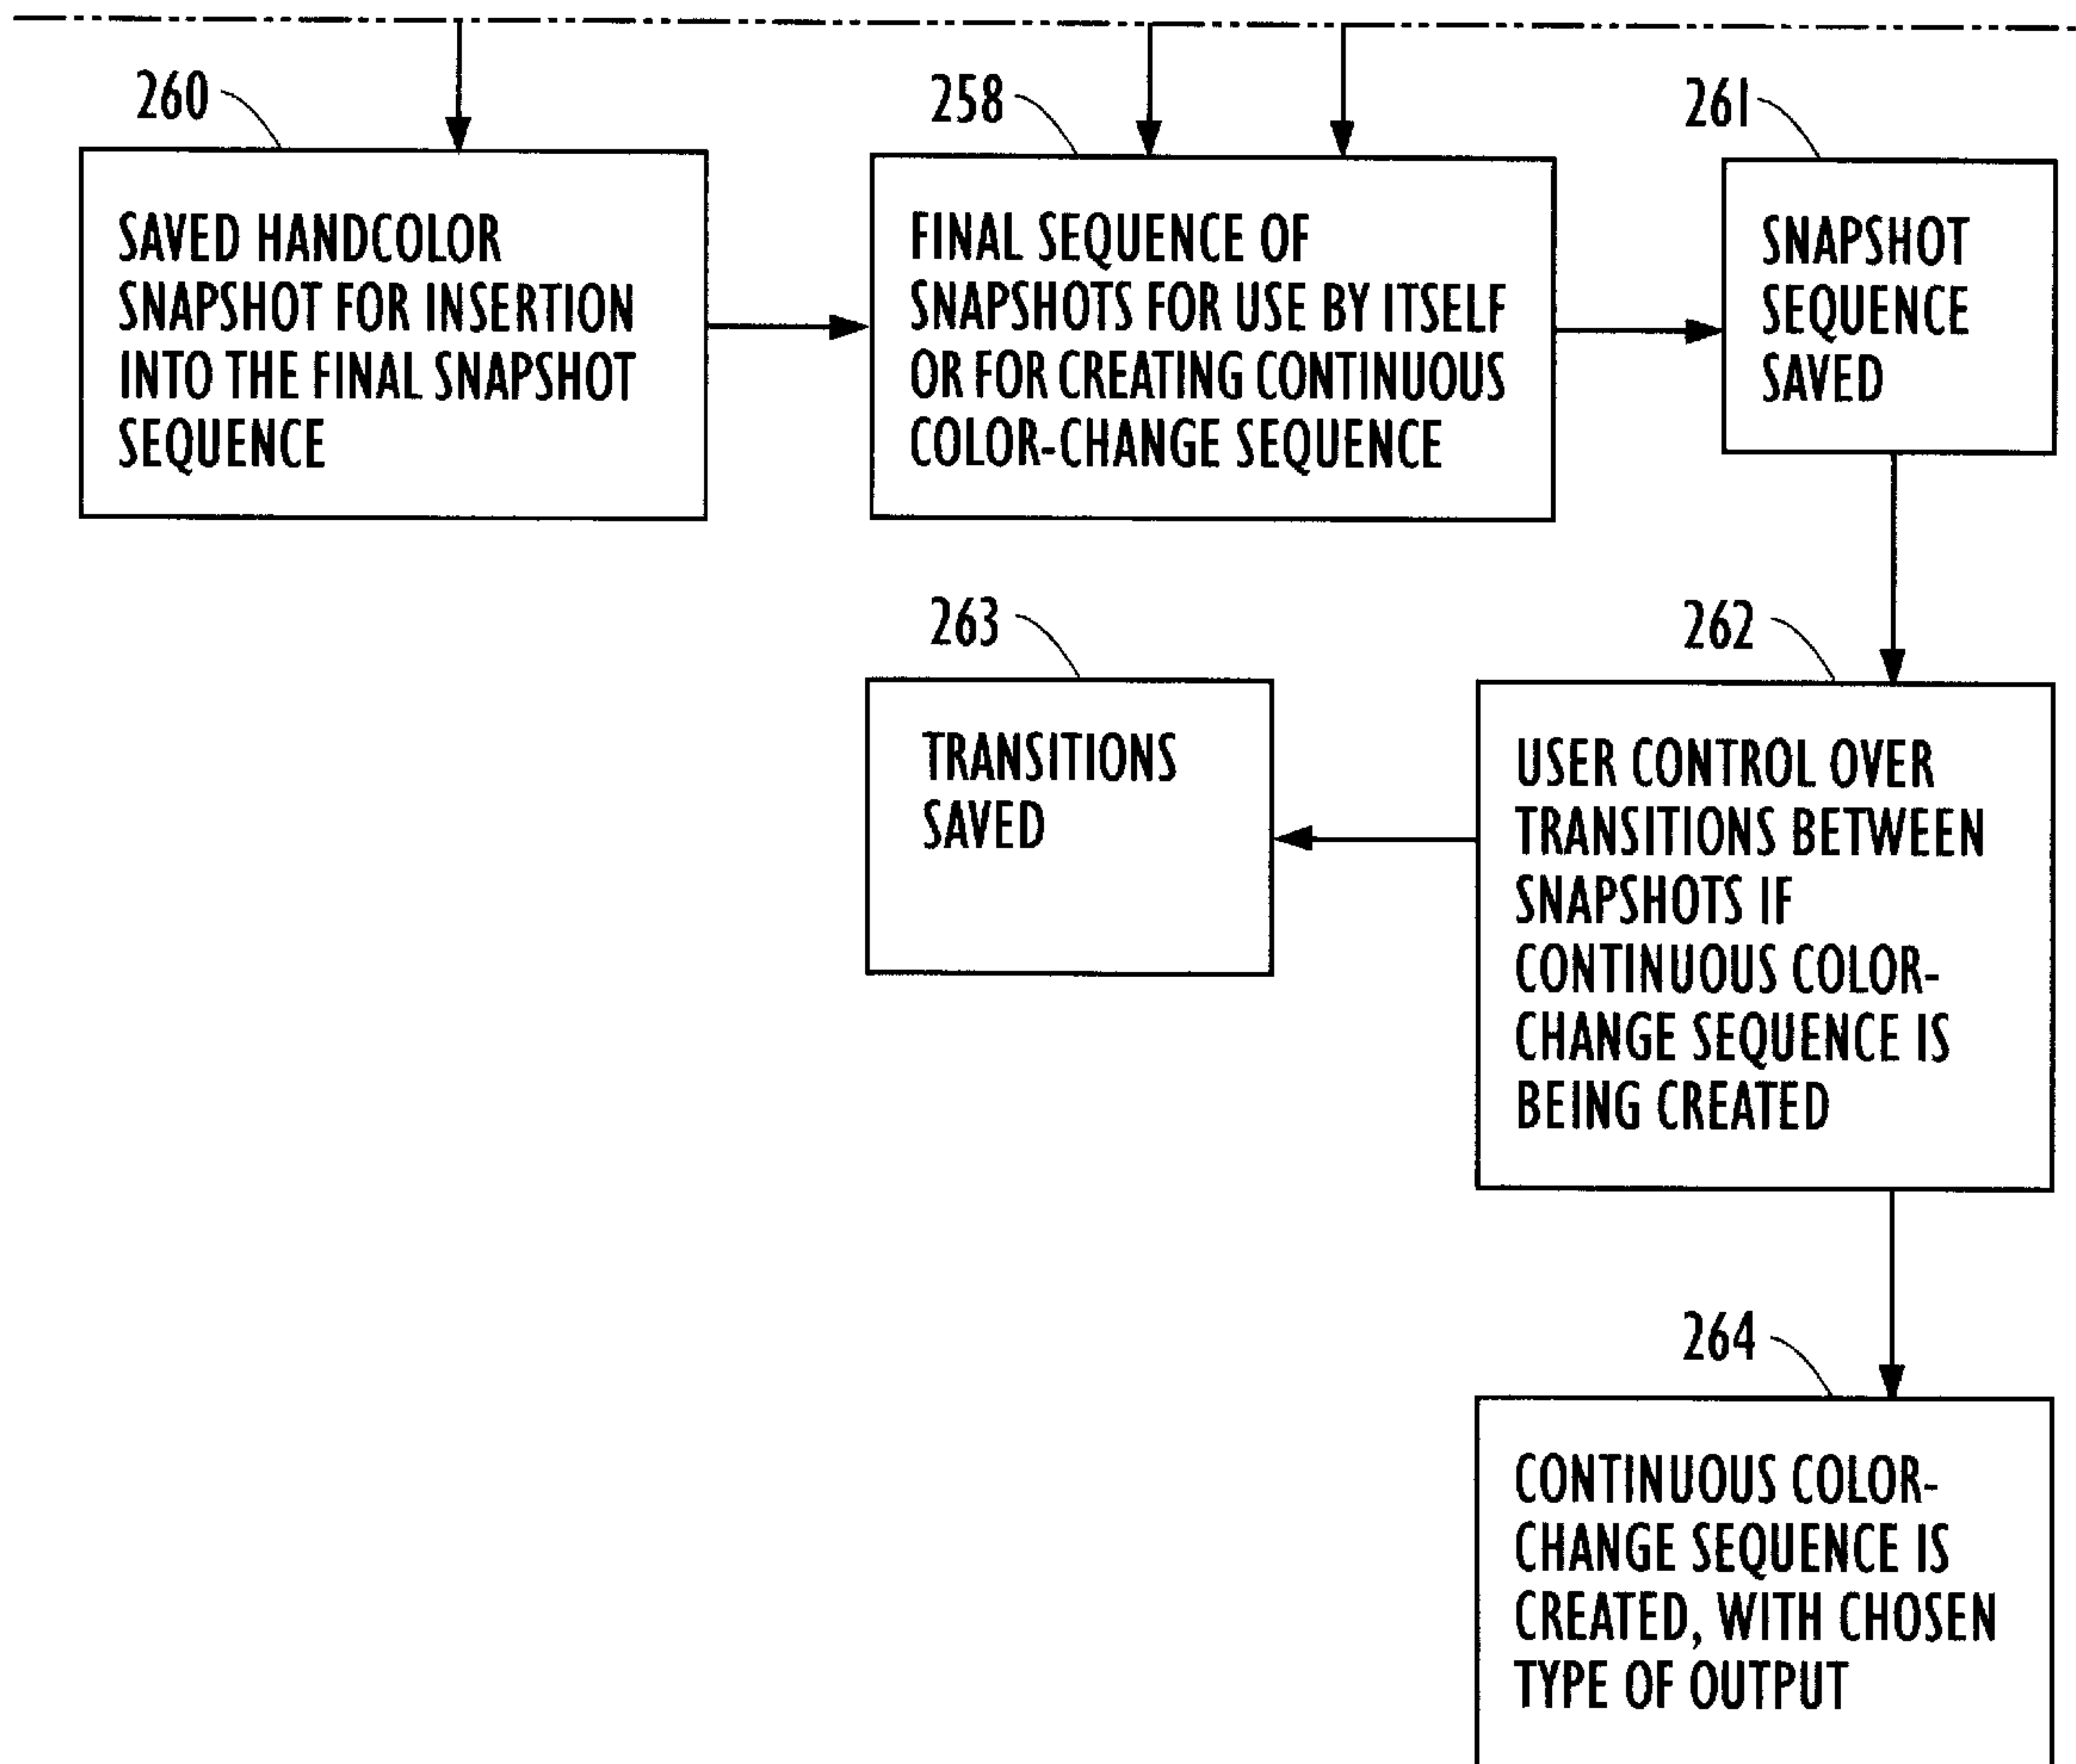 260
SAVED HANDCOLOR
SNAPSHOT FOR INSERTION
INTO THE FINAL SNAPSHOT
SEQUENCE
258
FINAL SEQUENCE OF
SNAPSHOTS FOR USE BY ITSELF
OR FOR CREATING CONTINUOUS
COLOR-CHANGE SEQUENCE
261
SNAPSHOT
SEQUENCE
SAVED
263
TRANSITIONS
SAVED
262
USER CONTROL OVER
TRANSITIONS BETWEEN
SNAPSHOTS IF
CONTINUOUS COLOR-
CHANGE SEQUENCE IS
BEING CREATED
264
CONTINUOUS COLOR-
CHANGE SEQUENCE IS
CREATED, WITH CHOSEN
TYPE OF OUTPUT